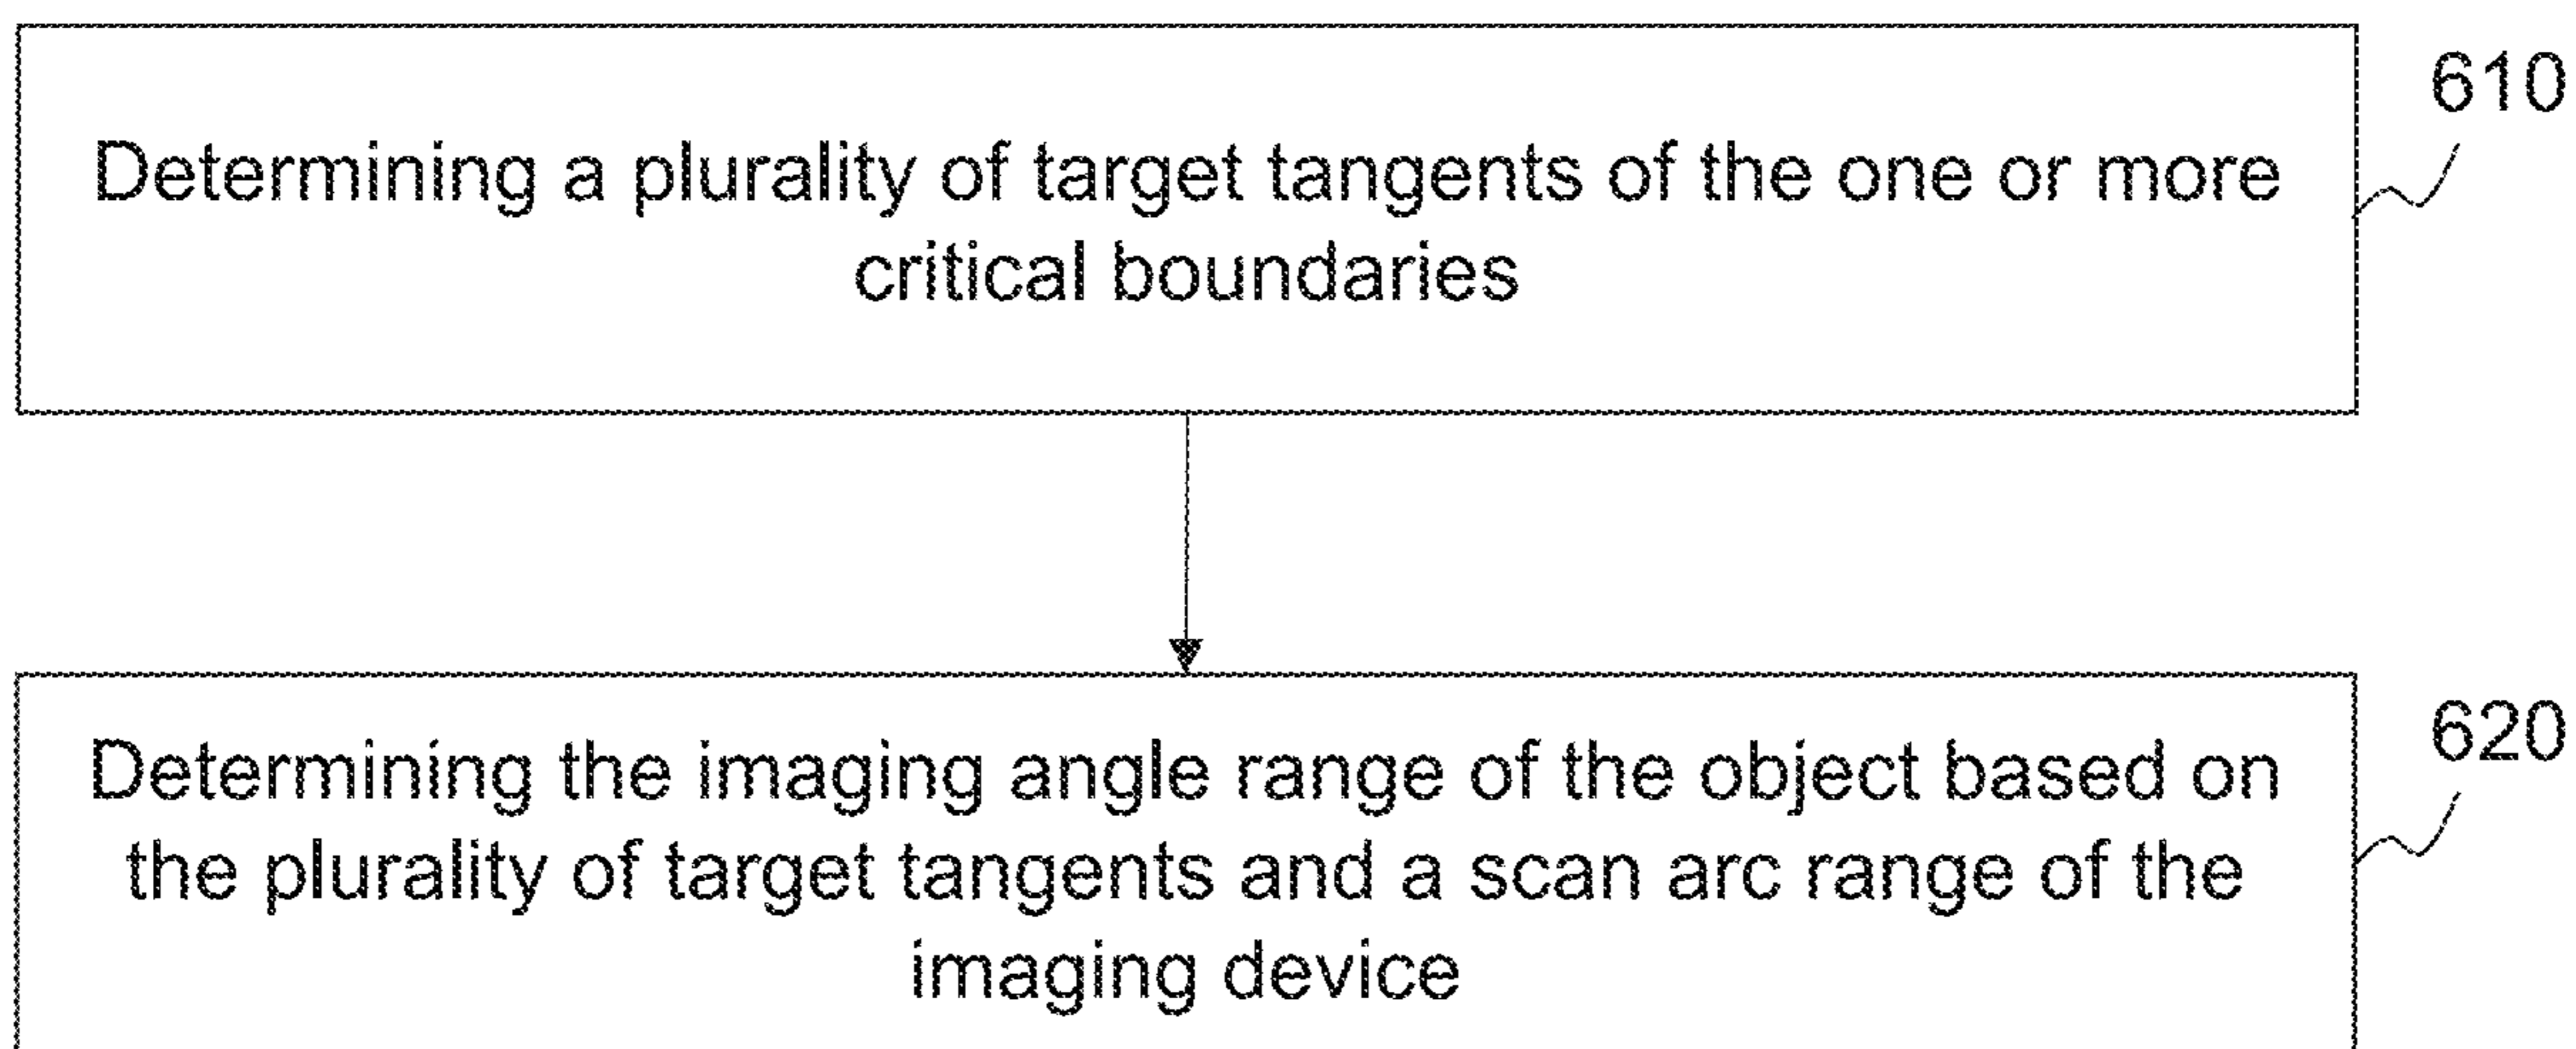 610
Determining a plurality of target tangents of the one or more
critical boundaries
620
Determining the imaging angle range of the object based on
the plurality of target tangents and a scan arc range of the
imaging device